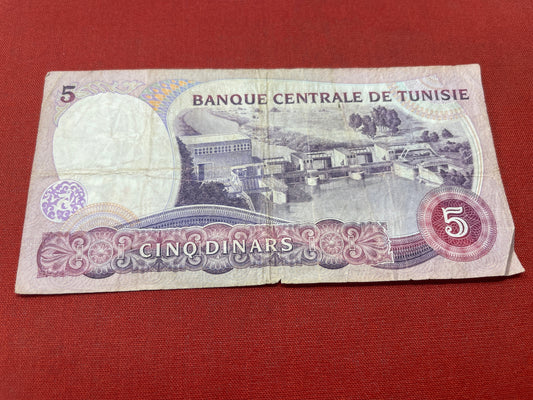 5
BANQUE CENTRALE DE TUNISIE
5
CINQ DINARS